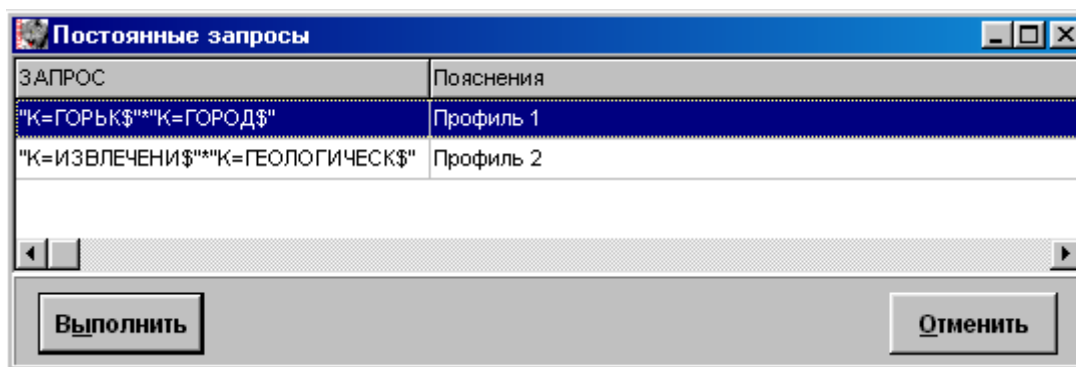 Постоянные запросы
ЗАПРОС Пояснения
"К=ГОРЬК$"*"К=ГОРОД$" Профиль 1
"К=ИЗВЛЕЧЕНИ$"*"К=ГЕОЛОГИЧЕСК$" Профиль 2
Выполнить Отменить